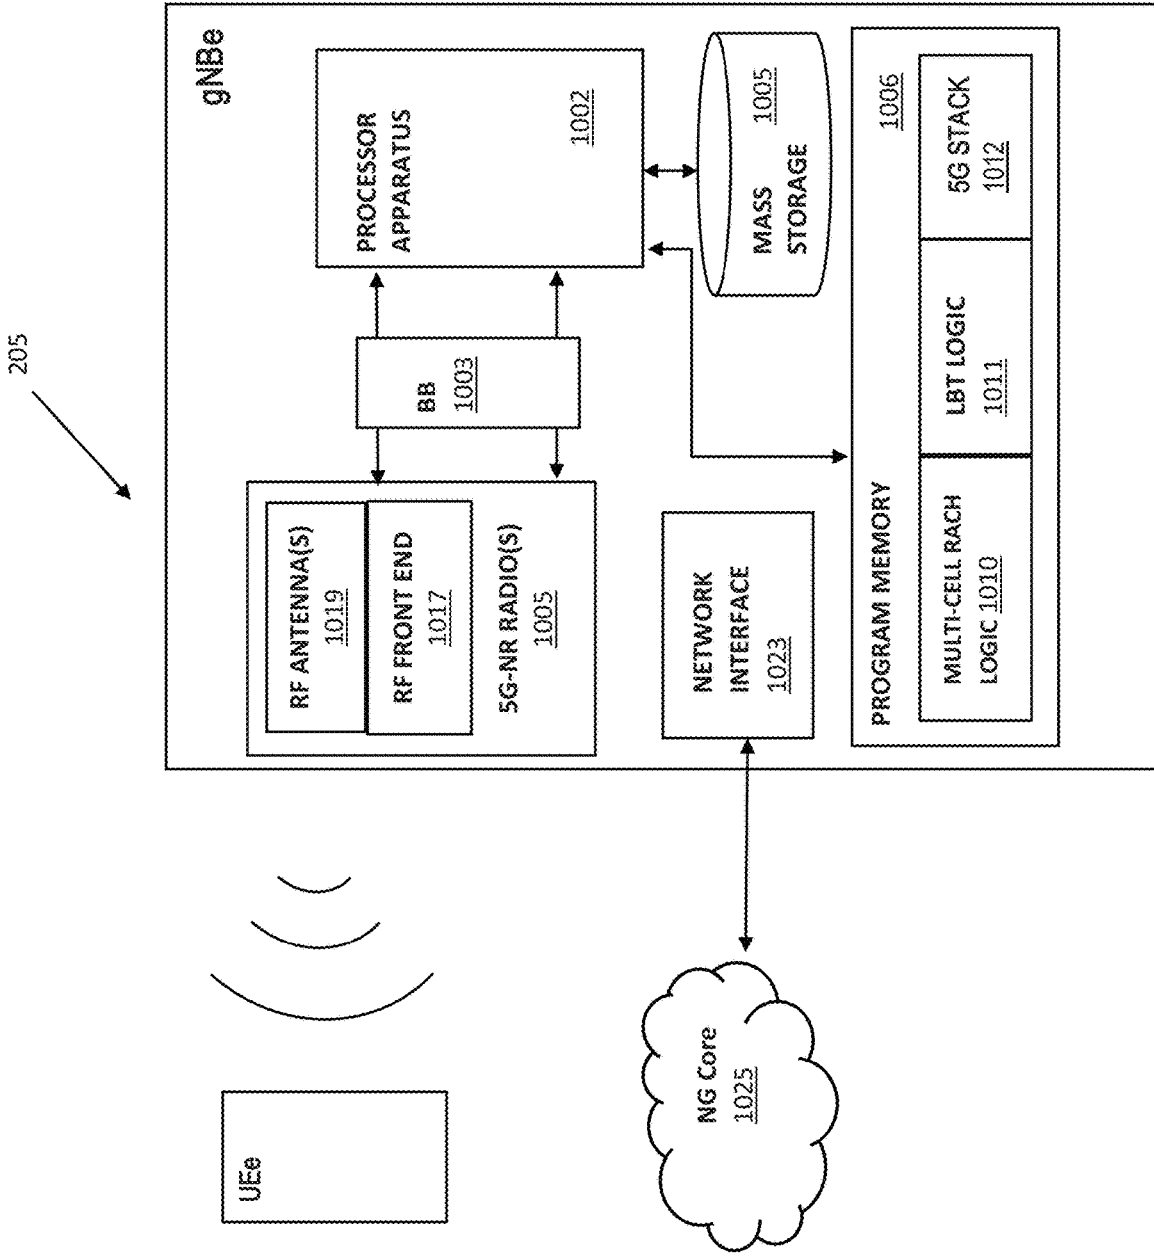 205
gNBe
UEe
RF ANTENNA(S)
1019
RF FRONT END
1017
5G-NR RADIO(S)
1005
BB
1003
PROCESSOR
APPARATUS
1002
NG Core
1025
NETWORK
INTERFACE
1023
MASS
STORAGE
1005
PROGRAM MEMORY
1006
MULTI-CELL RACH
LOGIC 1010
LBT LOGIC
1011
5G STACK
1012